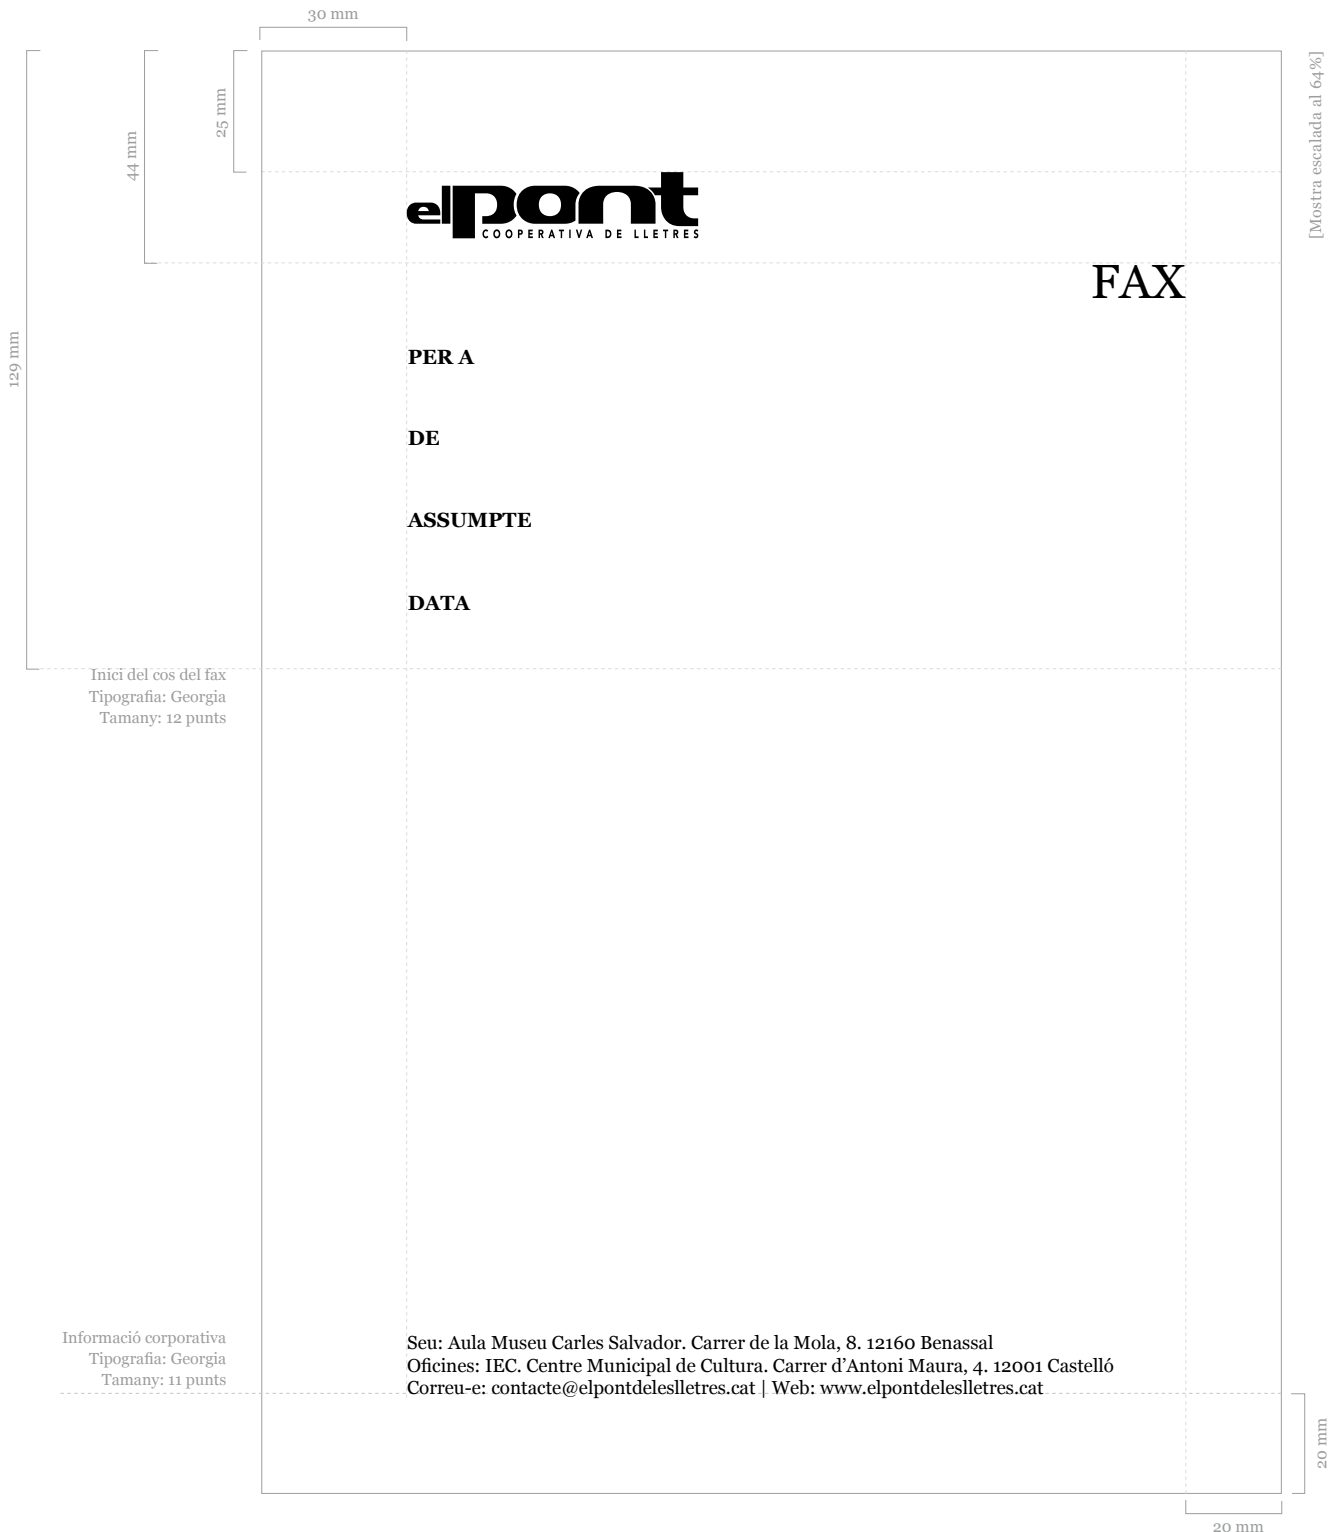 30 mm
[Mostra escalada al 64%]
25 mm
44 mm
129 mm
elpont
COOPERATIVA DE LLETRES
FAX
PER A
DE
ASSUMPTE
DATA
Inici del cos del fax
Tipografia: Georgia
Tamany: 12 punts
Informació corporativa
Tipografia: Georgia
Tamany: 11 punts
Seu: Aula Museu Carles Salvador. Carrer de la Mola, 8. 12160 Benassal
Oficines: IEC. Centre Municipal de Cultura. Carrer d’Antoni Maura, 4. 12001 Castelló
Correu-e: contacte@elpontdeleslletres.cat | Web: www.elpontdeleslletres.cat
20 mm
20 mm